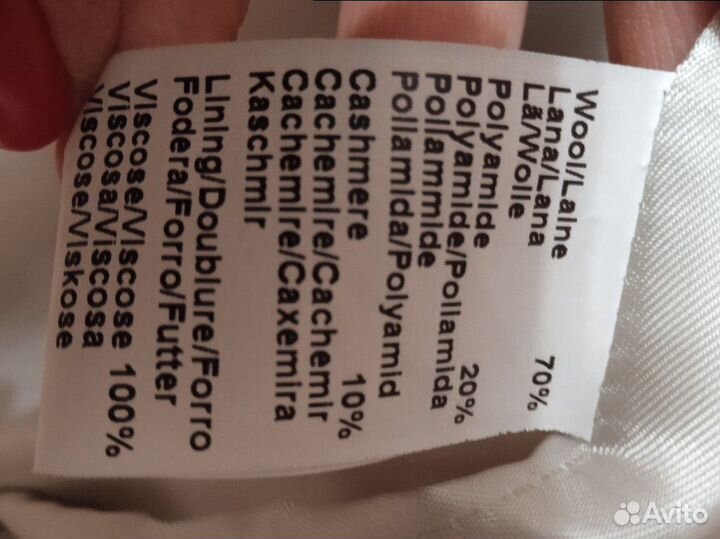 Wool/Laine
Lana/Lana
Lã/Wolle 70%
Polyamide
Polyamide/Poliamida
Poliammide 20%
Poliamida/Polyamid
Cashmere
Cachemire/Cachemir
Cachemire/Caxemira 10%
Kaschmir
Lining/Doublure/Forro
Fodera/Forro/Futter
Viscose/Viscose 100%
Viscosa/Viscosa
Viscose/Viskose
Avito